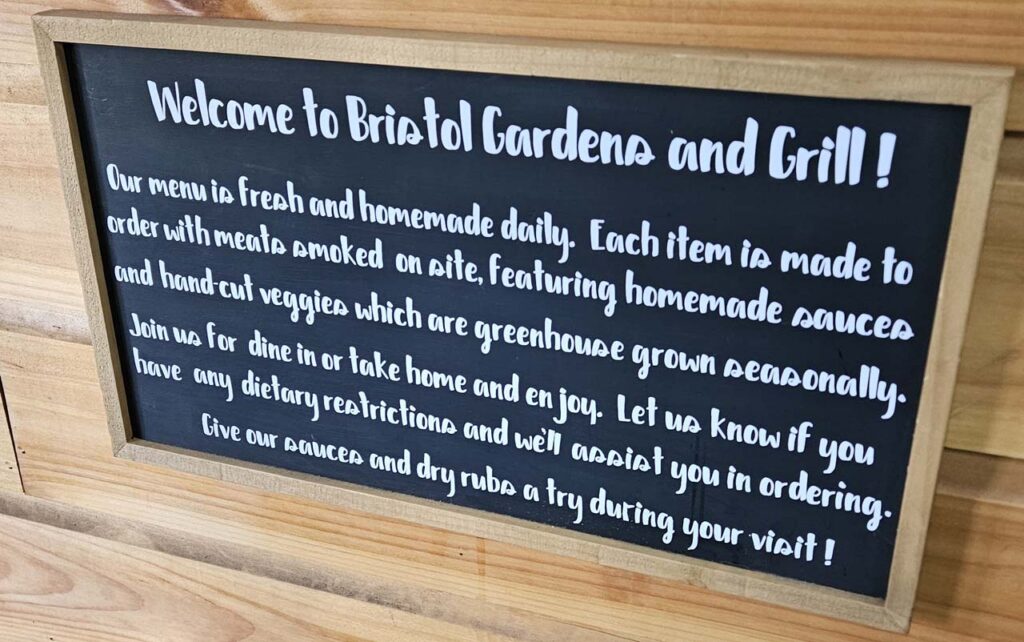 Welcome to Bristol Gardens and Grill!
Our menu is fresh and homemade daily. Each item is made to
order with meats smoked on site, featuring homemade sauces
and hand-cut veggies which are greenhouse grown seasonally.
Join us for dine in or take home and enjoy. Let us know if you
have any dietary restrictions and we'll assist you in ordering.
Give our sauces and dry rubs a try during your visit!